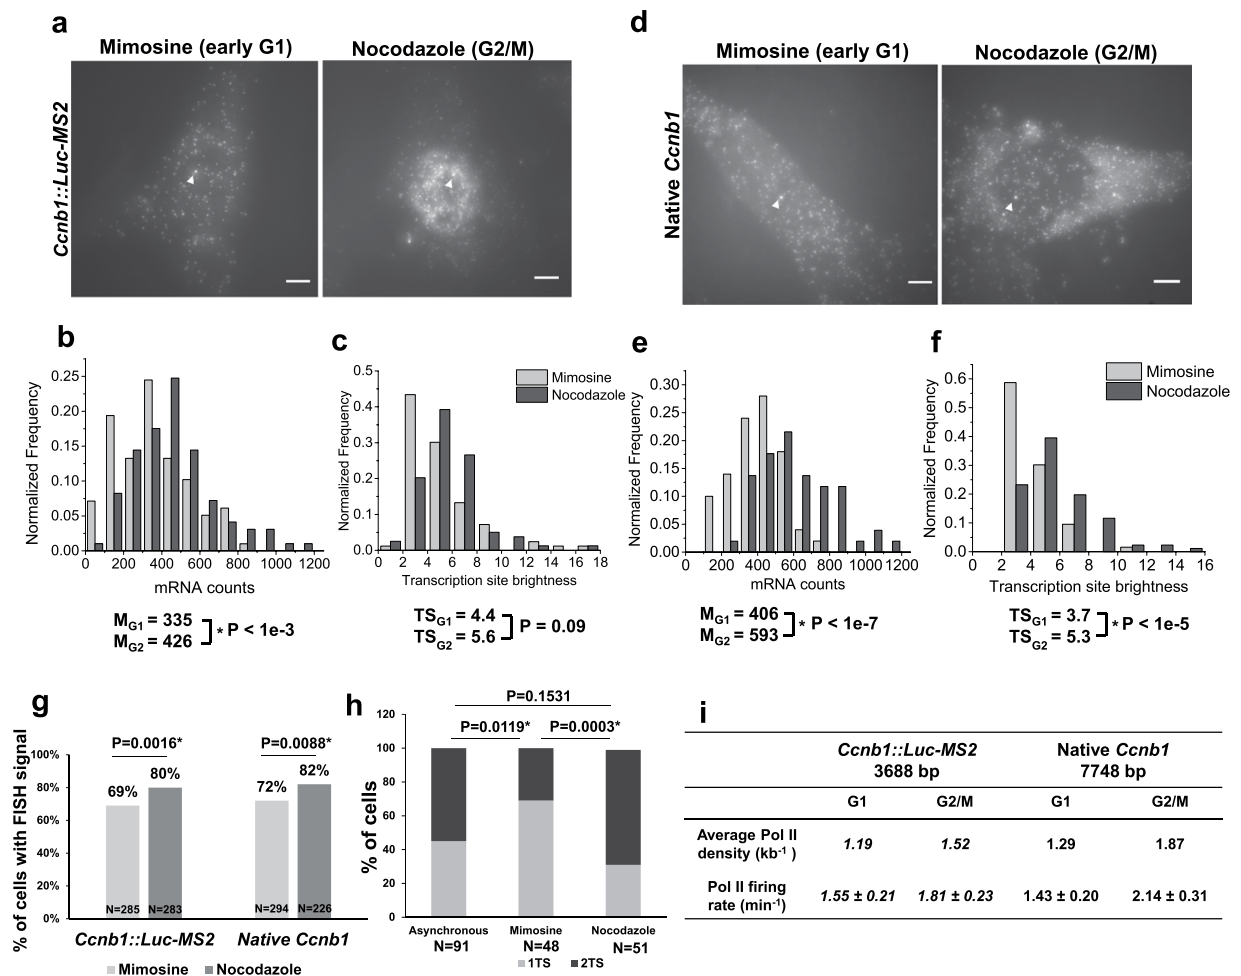 a
Mimosine (early G1)
Nocodazole (G2/M)
Ccnb1::Luc-MS2
d
Mimosine (early G1)
Nocodazole (G2/M)
Native Ccnb1
b
Normalized Frequency
0.25
0.20
0.15
0.10
0.05
0.00
200 400 600 800 1000 1200
mRNA counts
M_G1 = 335
M_G2 = 426
* P < 1e-3
c
Normalized Frequency
0.5
0.4
0.3
0.2
0.1
0.0
0 2 4 6 8 10 12 14 16 18
Transcription site brightness
Mimosine
Nocodazole
TS_G1 = 4.4
TS_G2 = 5.6
P = 0.09
e
Normalized Frequency
0.30
0.25
0.20
0.15
0.10
0.05
0.00
0 200 400 600 800 1000 1200
mRNA counts
M_G1 = 406
M_G2 = 593
* P < 1e-7
f
Normalized Frequency
0.6
0.5
0.4
0.3
0.2
0.1
0.0
0 2 4 6 8 10 12 14 16
Transcription site brightness
Mimosine
Nocodazole
TS_G1 = 3.7
TS_G2 = 5.3
* P < 1e-5
g
% of cells with FISH signal
100%
80%
60%
40%
20%
0%
P=0.0016*
69%
80%
P=0.0088*
72%
82%
N=285
N=283
N=294
N=226
Ccnb1::Luc-MS2
Native Ccnb1
Mimosine
Nocodazole
h
% of cells
120
100
80
60
40
20
0
P=0.1531
P=0.0119*
P=0.0003*
Asynchronous
N=91
Mimosine
N=48
Nocodazole
N=51
1TS
2TS
i
Ccnb1::Luc-MS2
3688 bp
Native Ccnb1
7748 bp
G1 G2/M G1 G2/M
Average Pol II
density (kb⁻¹ )
1.19 1.52 1.29 1.87
Pol II firing
rate (min⁻¹)
1.55 ± 0.21 1.81 ± 0.23 1.43 ± 0.20 2.14 ± 0.31